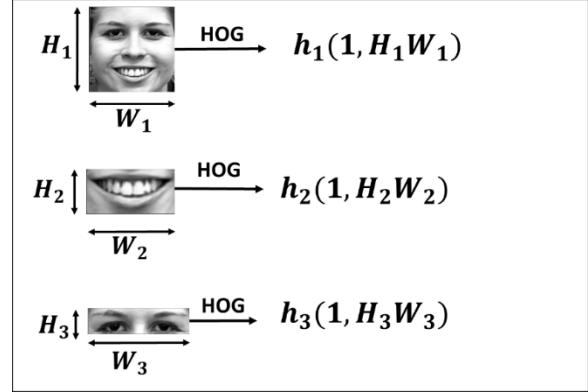 H₁ HOG h₁(1, H₁W₁)
W₁
H₂ HOG h₂(1, H₂W₂)
W₂
H₃ HOG h₃(1, H₃W₃)
W₃